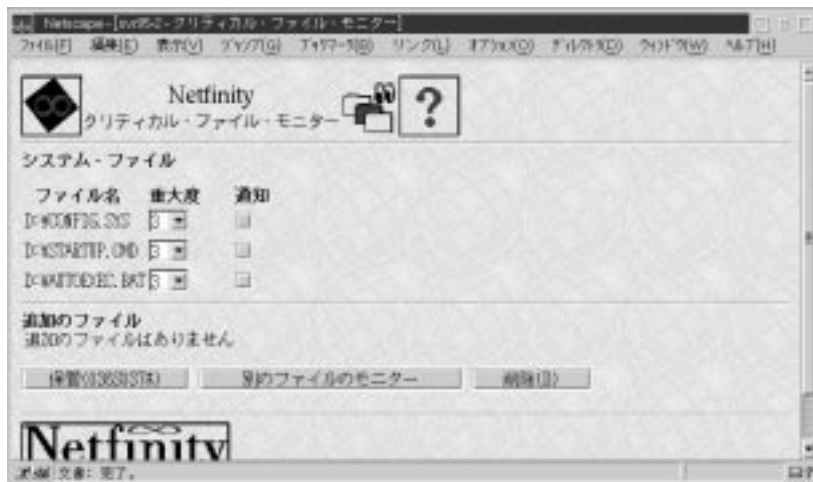 Netscape - [svr95-2 - クリティカル・ファイル・モニター]
ファイル(F) 編集(E) 表示(V) ジャンプ(G) ブックマーク(B) リンク(L) オプション(O) ディレクトリ(D) ウィンドウ(W) ヘルプ(H)
Netfinity
クリティカル・ファイル・モニター
?
システム・ファイル
ファイル名 重大度 通知
D:¥CONFIG.SYS 3
D:¥STARTUP.CMD 3
D:¥AUTOEXEC.BAT 3
追加のファイル
追加のファイルはありません
別のファイルのモニター
削除(D)
Netfinity
文書: 完了。